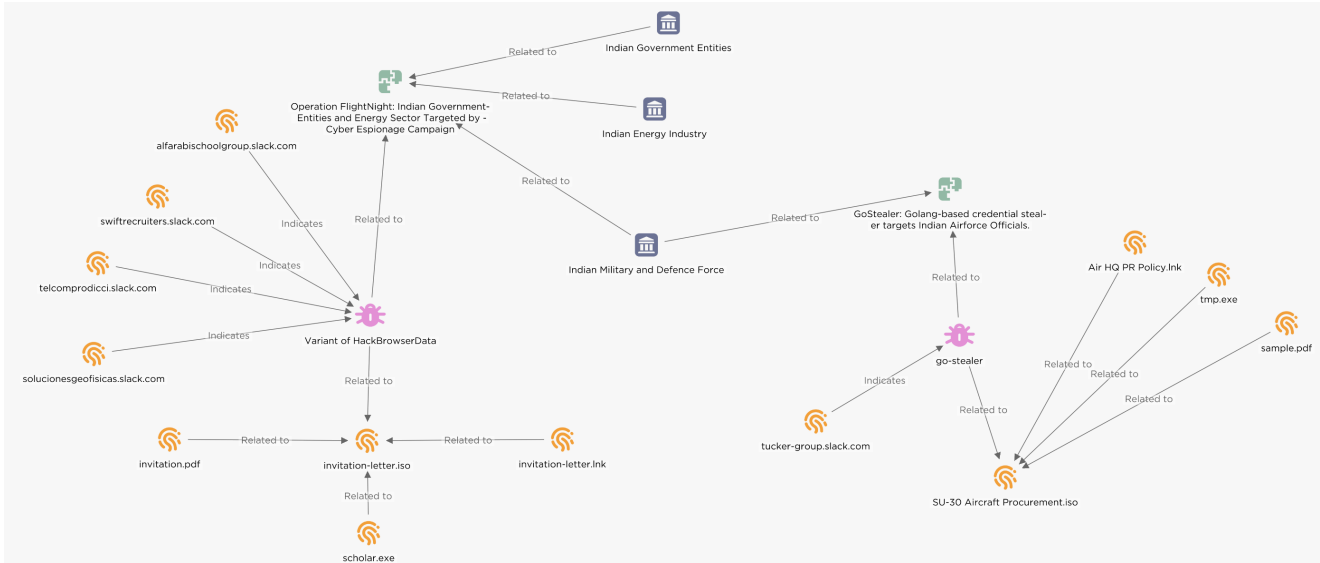 Indian Government Entities
Related to
Related to
Operation FlightNight: Indian Government-
Entities and Energy Sector Targeted by -
Cyber Espionage Campaign
Indian Energy Industry
alfarabischoolgroup.slack.com
Related to
GoStealer: Golang-based credential steal-
er targets Indian Airforce Officials.
swiftrecruiters.slack.com
Indicates
Related to
Related to
Indian Military and Defence Force
Air HQ PR Policy.lnk
Indicates
telcomprodicci.slack.com
Indicates
Related to
tmp.exe
Indicates
Variant of HackBrowserData
go-stealer
sample.pdf
solucionesgeofisicas.slack.com
Related to
Indicates
Related to
Related to
Related to
Related to
tucker-group.slack.com
Related to
Related to
invitation.pdf
invitation-letter.iso
invitation-letter.lnk
Related to
SU-30 Aircraft Procurement.iso
scholar.exe